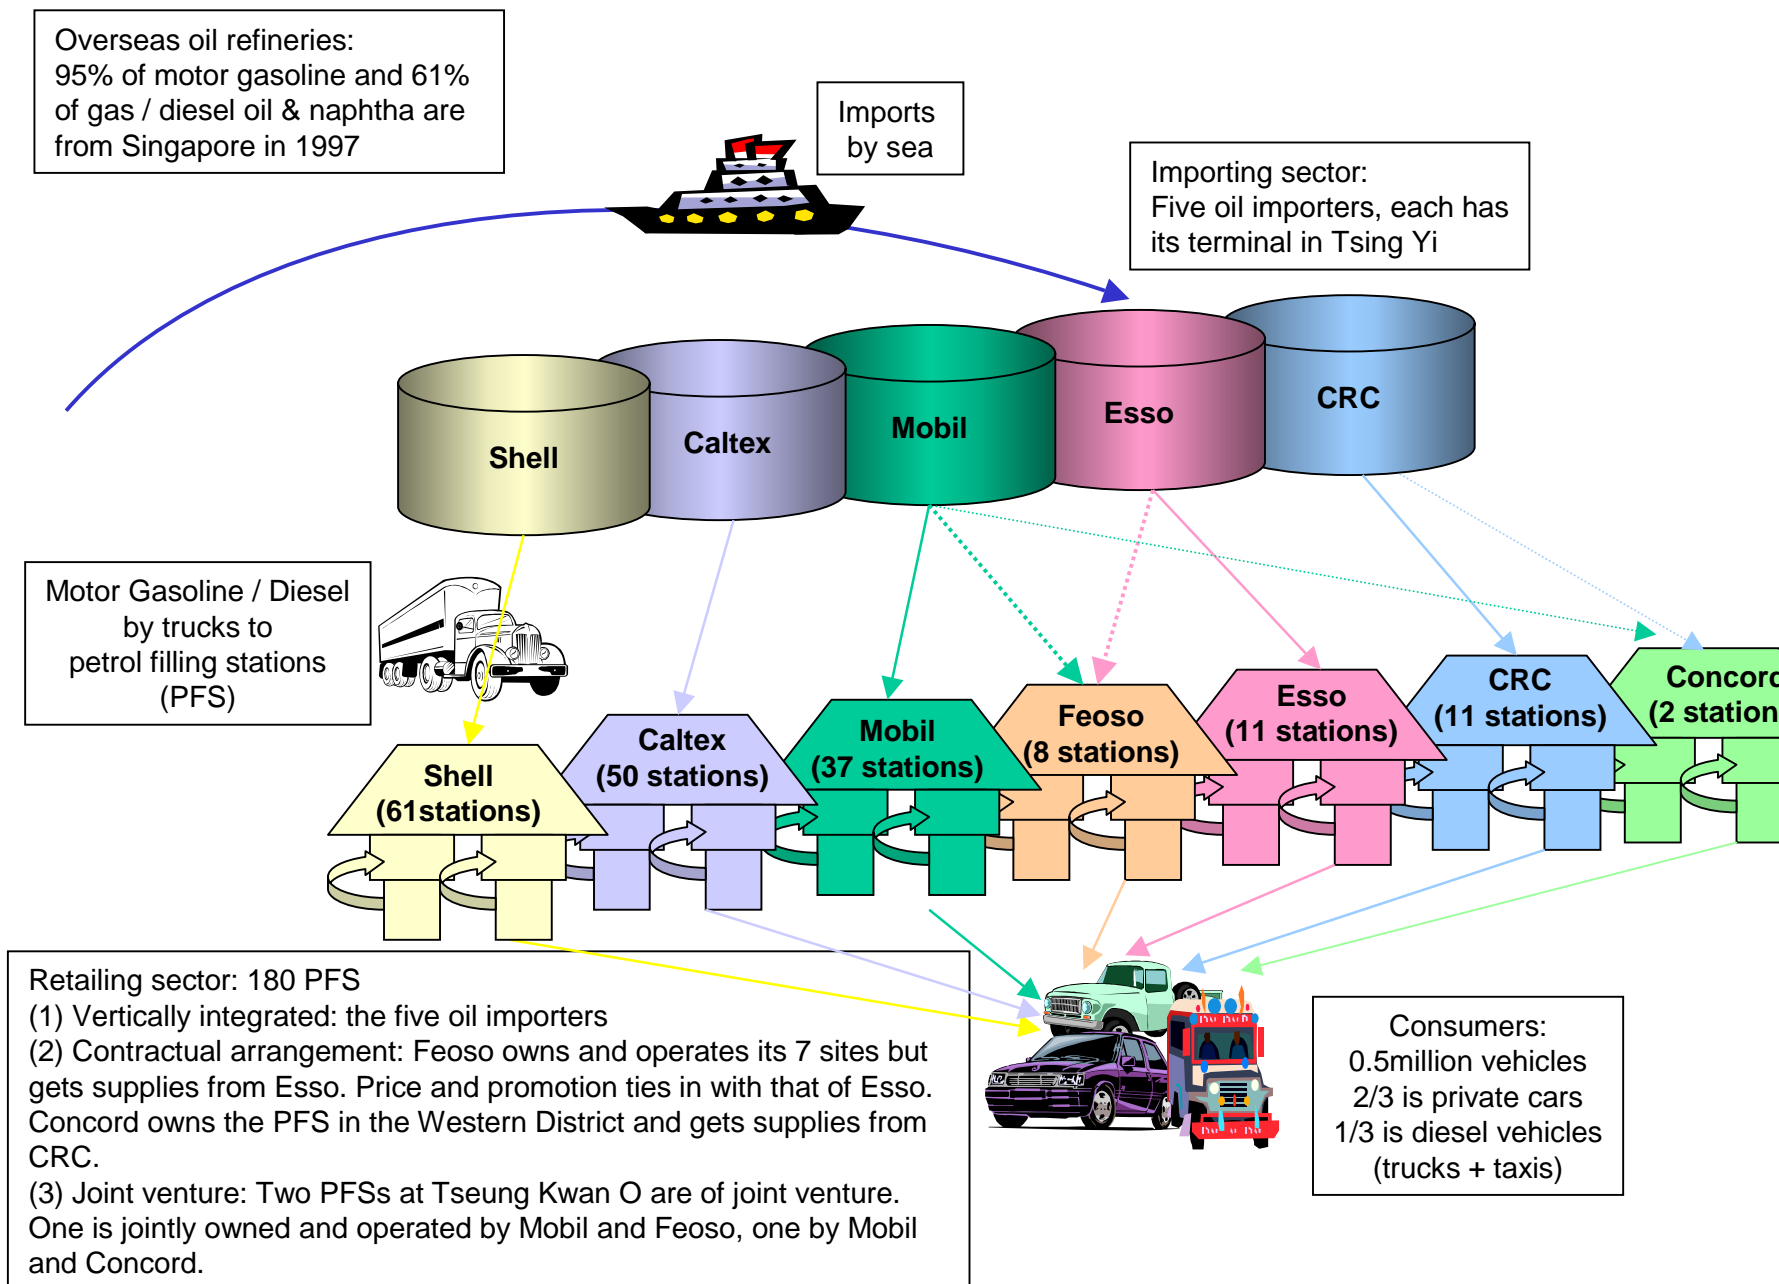 Overseas oil refineries:
95% of motor gasoline and 61%
of gas / diesel oil & naphtha are
from Singapore in 1997
Imports
by sea
Importing sector:
Five oil importers, each has
its terminal in Tsing Yi
Shell
Caltex
Mobil
Esso
CRC
Motor Gasoline / Diesel
by trucks to
petrol filling stations
(PFS)
Shell
(61stations)
Caltex
(50 stations)
Mobil
(37 stations)
Feoso
(8 stations)
Esso
(11 stations)
CRC
(11 stations)
Concord
(2 station
Retailing sector: 180 PFS
(1) Vertically integrated: the five oil importers
(2) Contractual arrangement: Feoso owns and operates its 7 sites but
gets supplies from Esso. Price and promotion ties in with that of Esso.
Concord owns the PFS in the Western District and gets supplies from
CRC.
(3) Joint venture: Two PFSs at Tseung Kwan O are of joint venture.
One is jointly owned and operated by Mobil and Feoso, one by Mobil
and Concord.
Consumers:
0.5million vehicles
2/3 is private cars
1/3 is diesel vehicles
(trucks + taxis)